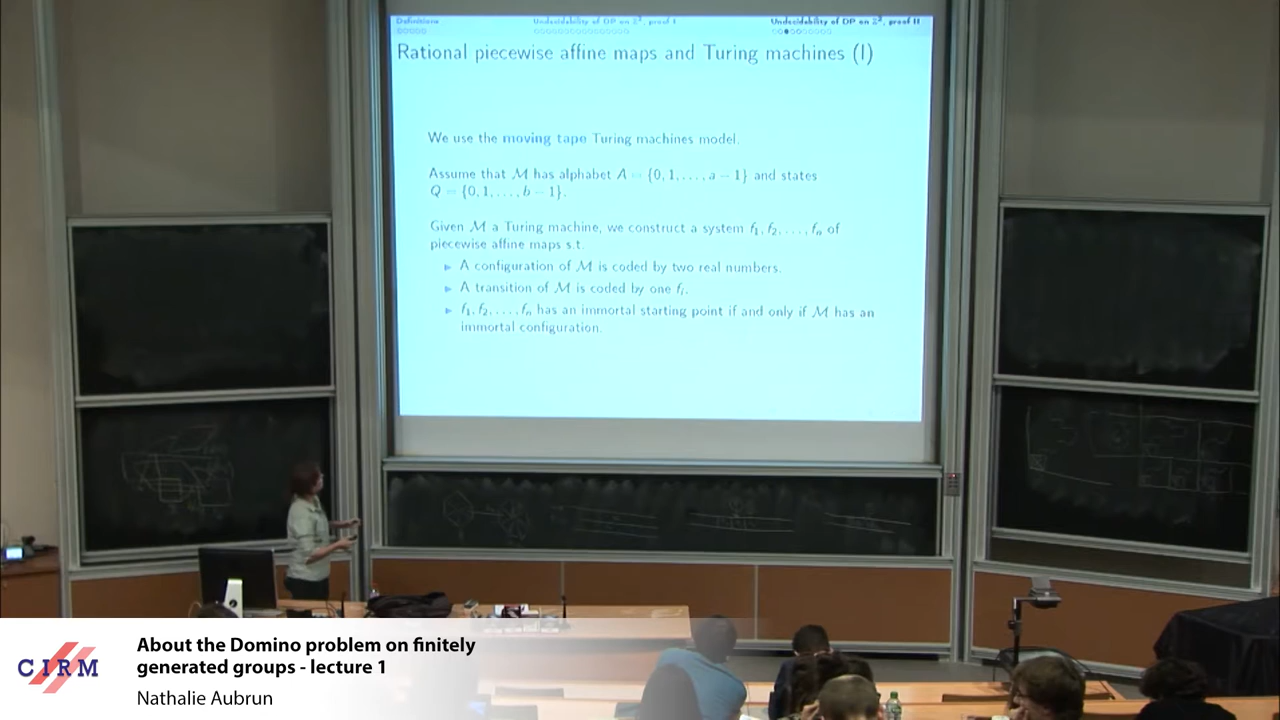 Definitions Undecidability of DP on ℤ², proof I Undecidability of DP on ℤ², proof II
Rational piecewise affine maps and Turing machines (I)
We use the moving tape Turing machines model.
Assume that ℳ has alphabet A = {0, 1, . . . , a − 1} and states
Q = {0, 1, . . . , b − 1}.
Given ℳ a Turing machine, we construct a system f₁, f₂, . . . , fₙ of
piecewise affine maps s.t.
► A configuration of ℳ is coded by two real numbers.
► A transition of ℳ is coded by one fᵢ.
► f₁, f₂, . . . , fₙ has an immortal starting point if and only if ℳ has an
immortal configuration.
CIRM
About the Domino problem on finitely
generated groups - lecture 1
Nathalie Aubrun